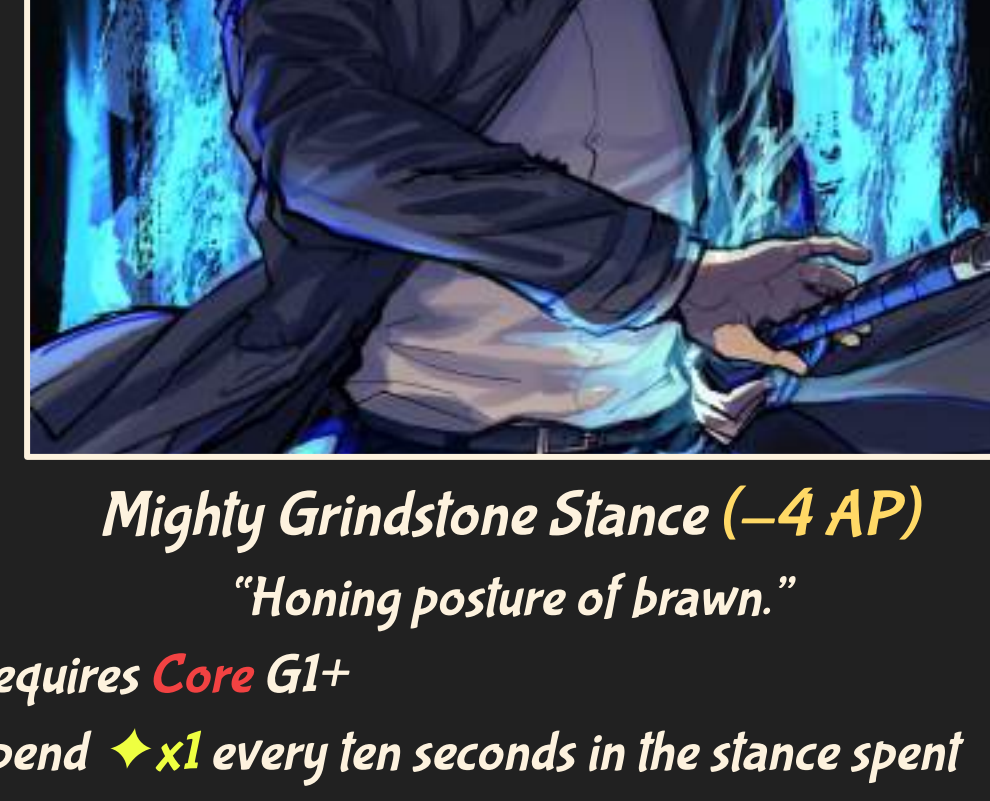 Mighty Grindstone Stance (–4 AP)
“Honing posture of brawn.”
equires Core G1+
pend ✦x1 every ten seconds in the stance spent